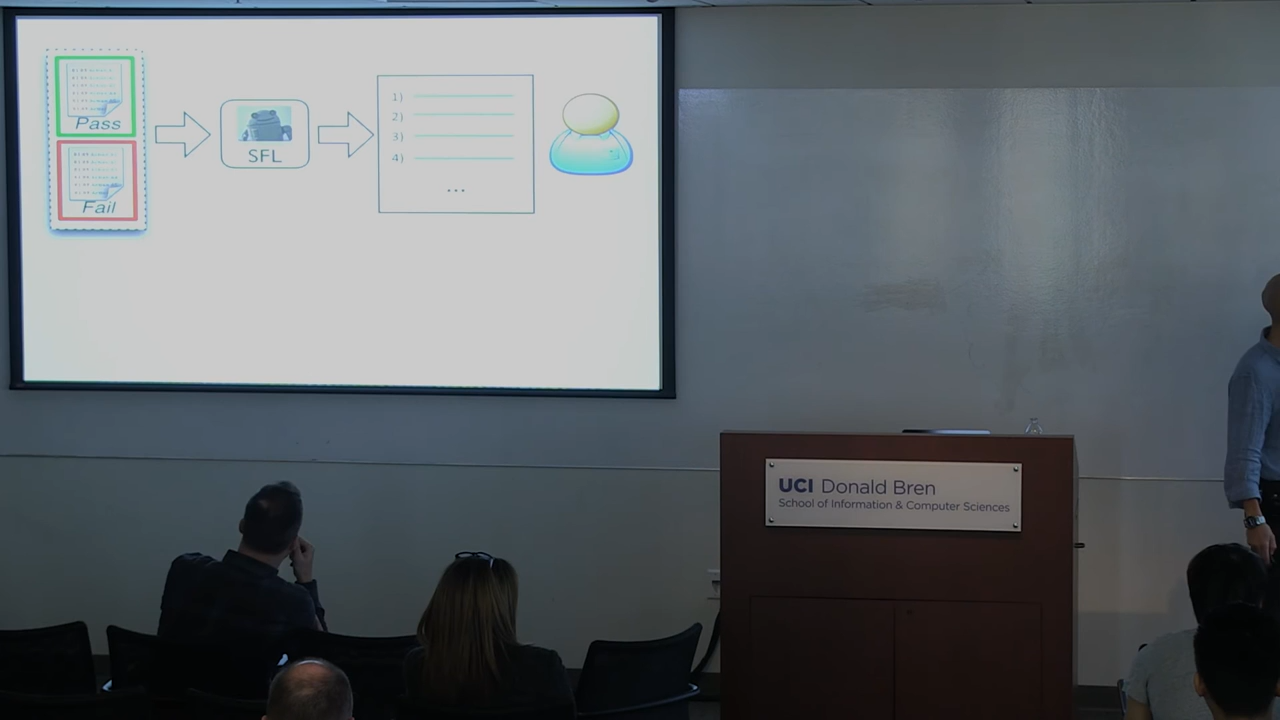 Pass
Fail
SFL
1)
2)
3)
4)
...
UCI Donald Bren
School of Information & Computer Sciences